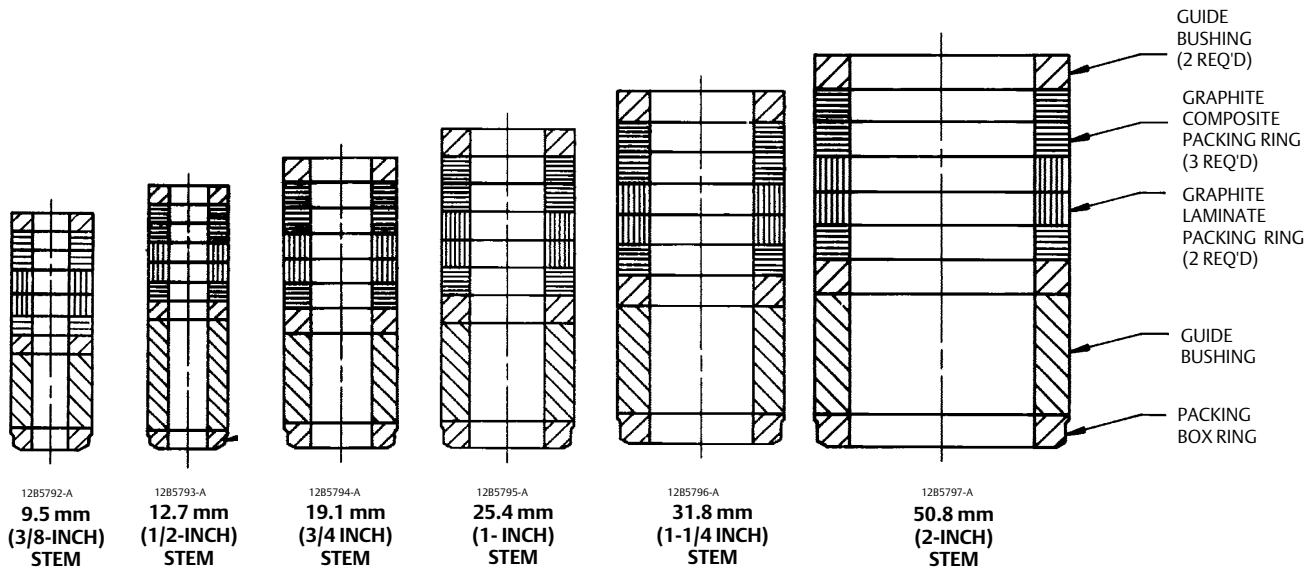 GUIDE
BUSHING
(2 REQ'D)
GRAPHITE
COMPOSITE
PACKING RING
(3 REQ'D)
GRAPHITE
LAMINATE
PACKING RING
(2 REQ'D)
GUIDE
BUSHING
PACKING
BOX RING
12B5792-A
9.5 mm
(3/8-INCH)
STEM
12B5793-A
12.7 mm
(1/2-INCH)
STEM
12B5794-A
19.1 mm
(3/4 INCH)
STEM
12B5795-A
25.4 mm
(1- INCH)
STEM
12B5796-A
31.8 mm
(1-1/4 INCH)
STEM
12B5797-A
50.8 mm
(2-INCH)
STEM